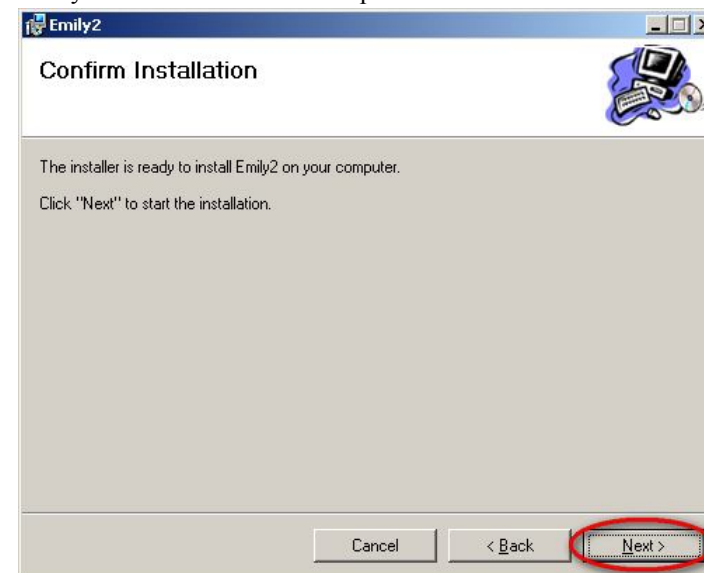 Emily2
Confirm Installation
The installer is ready to install Emily2 on your computer.
Click "Next" to start the installation.
Cancel
< Back
Next >